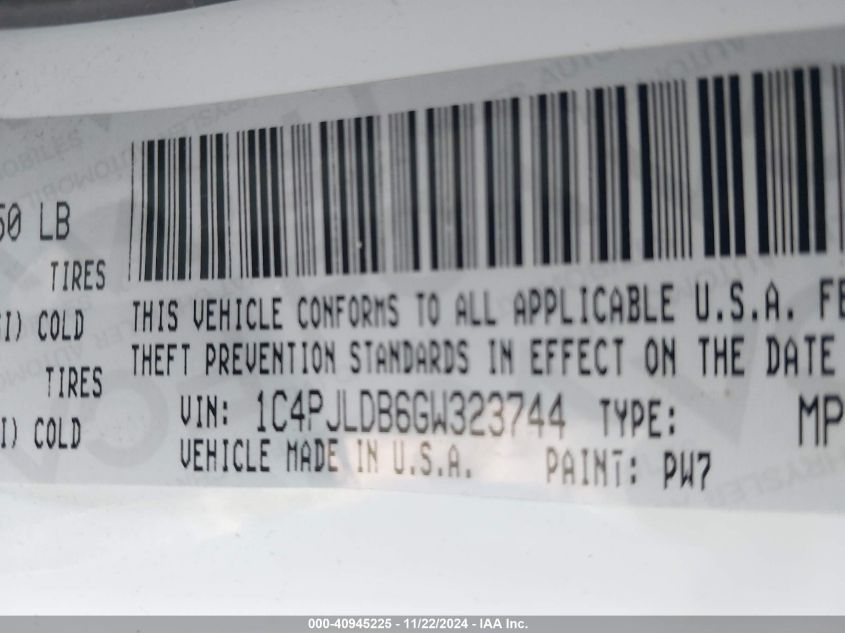 50 LB
TIRES
COLD
TIRES
COLD
THIS VEHICLE CONFORMS TO ALL APPLICABLE U.S.A. FE
THEFT PREVENTION STANDARDS IN EFFECT ON THE DATE
VIN: 1C4PJLDB6GW323744 TYPE: MP
VEHICLE MADE IN U.S.A. PAINT: PW7
000-40945225 - 11/22/2024 - IAA Inc.